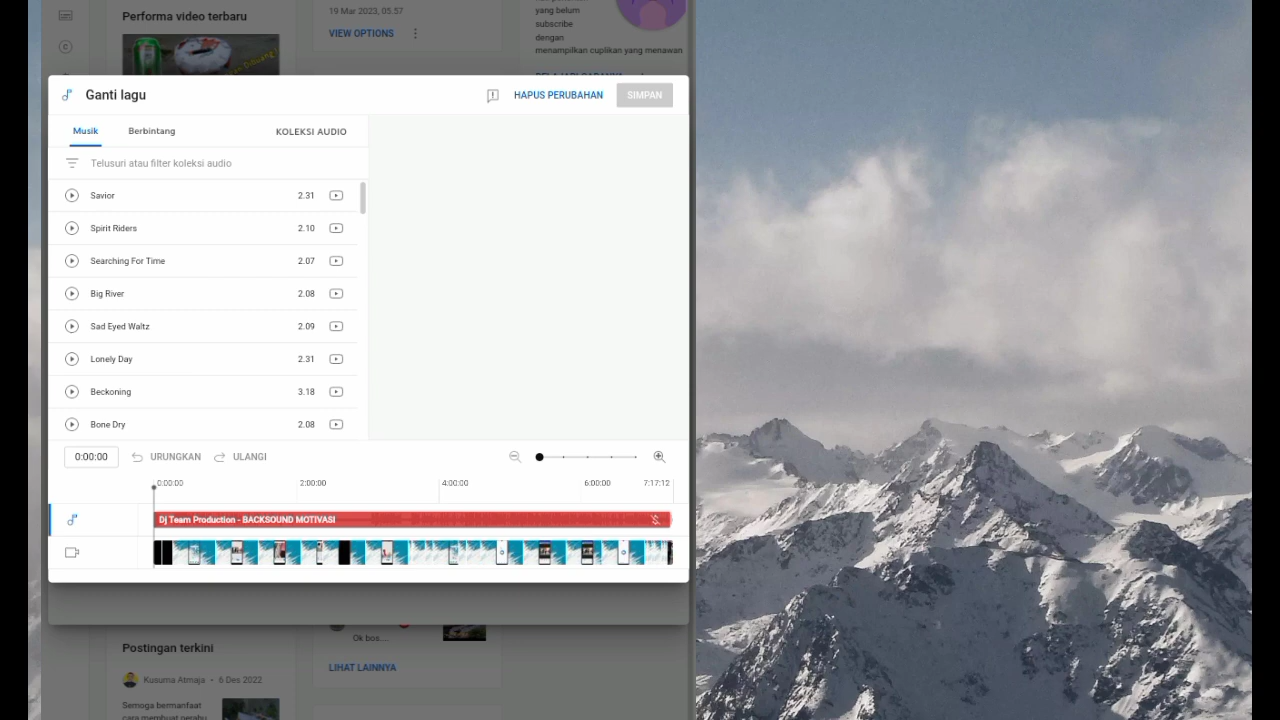 Performa video terbaru
19 Mar 2023, 05.57
VIEW OPTIONS
yang belum
subscribe
dengan
menampilkan cuplikan yang menawan
Ganti lagu
HAPUS PERUBAHAN
SIMPAN
Musik
Berbintang
KOLEKSI AUDIO
Telusuri atau filter koleksi audio
Savior 2.31
Spirit Riders 2.10
Searching For Time 2.07
Big River 2.08
Sad Eyed Waltz 2.09
Lonely Day 2.31
Beckoning 3.18
Bone Dry 2.08
0:00:00
URUNGKAN
ULANGI
0:00:00 2:00:00 4:00:00 6:00:00 7:17:12
Dj Team Production - BACKSOUND MOTIVASI
Ok bos....
Postingan terkini
LIHAT LAINNYA
Kusuma Atmaja • 6 Des 2022
Semoga bermanfaat
cara membuat perahu